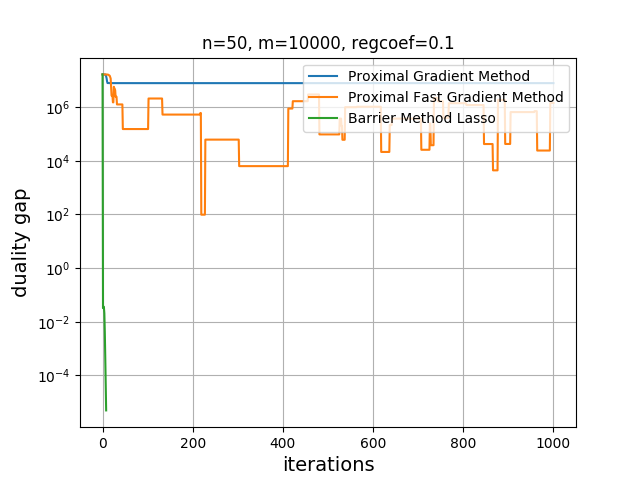 n=50, m=10000, regcoef=0.1
Proximal Gradient Method
Proximal Fast Gradient Method
Barrier Method Lasso
duality gap
10^6
10^4
10^2
10^0
10^−2
10^−4
0 200 400 600 800 1000
iterations